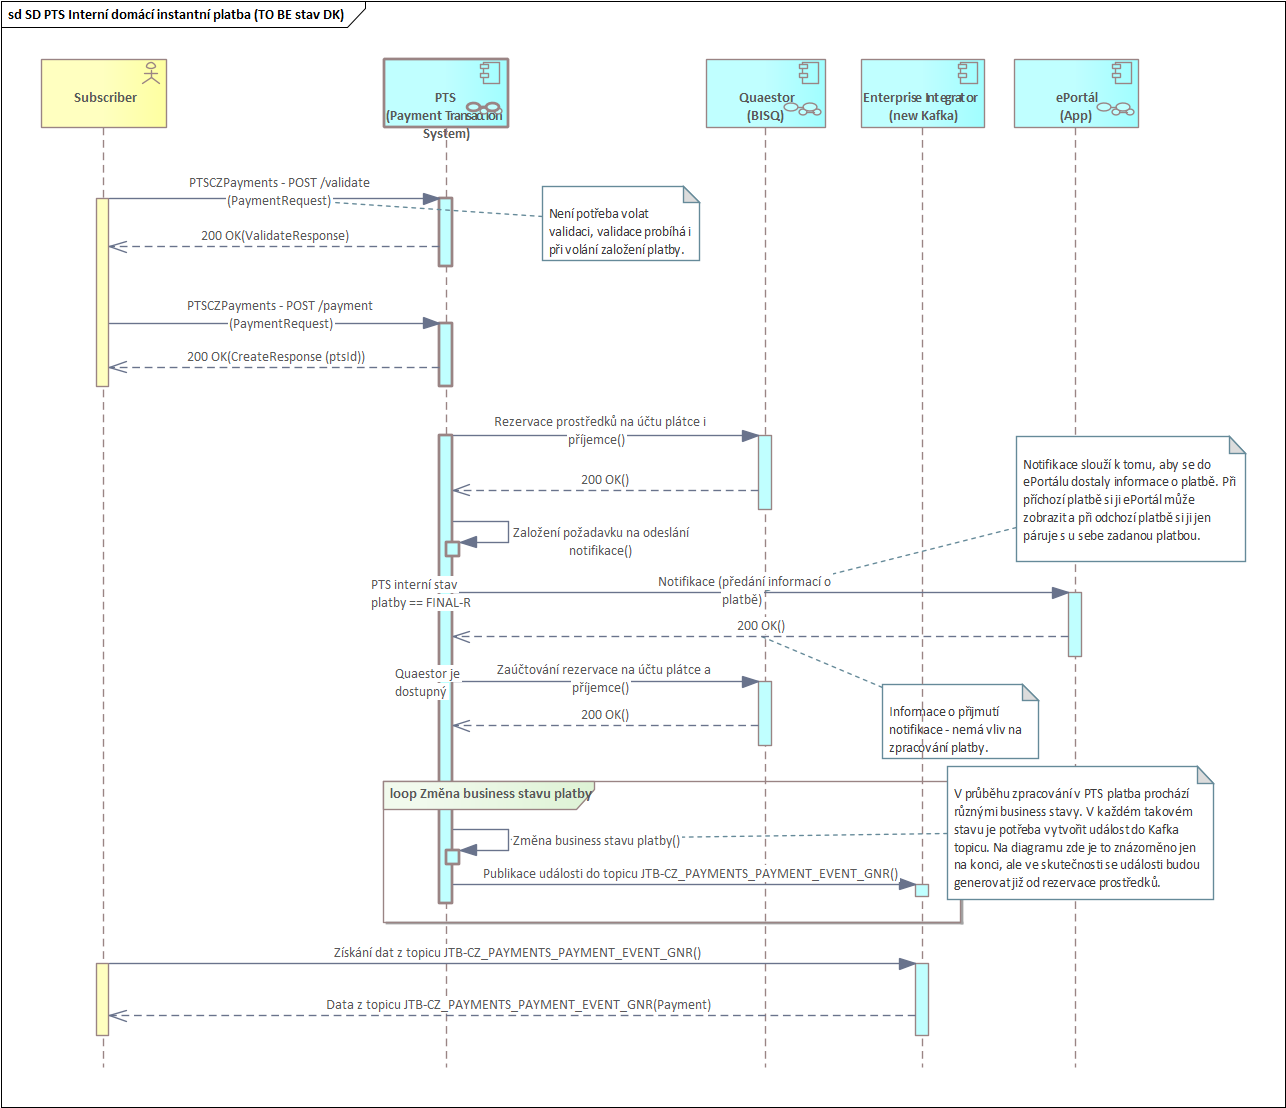 sd SD PTS Interní domácí instantní platba (TO BE stav DK)
Subscriber
PTS
(Payment Transaction
System)
Quaestor
(BISQ)
Enterprise Integrator
(new Kafka)
ePortál
(App)
PTSCZPayments - POST /validate
(PaymentRequest)
Není potřeba volat
validaci, validace probíhá i
při volání založení platby.
200 OK(ValidateResponse)
PTSCZPayments - POST /payment
(PaymentRequest)
200 OK(CreateResponse (ptsId))
Rezervace prostředků na účtu plátce i
příjemce()
200 OK()
Notifikace slouží k tomu, aby se do
ePortálu dostaly informace o platbě. Při
příchozí platbě si ji ePortál může
zobrazit a při odchozí platbě si ji jen
páruje s u sebe zadanou platbou.
Založení požadavku na odeslání
notifikace()
PTS interní stav
platby == FINAL-R
Notifikace (předání informací o
platbě)
200 OK()
Quaestor je
dostupný
Zaúčtování rezervace na účtu plátce a
příjemce()
200 OK()
Informace o přijmutí
notifikace - nemá vliv na
zpracování platby.
loop Změna business stavu platby
V průběhu zpracování v PTS platba prochází
různými business stavy. V každém takovém
stavu je potřeba vytvořit událost do Kafka
topicu. Na diagramu zde je to znázorněno jen
na konci, ale ve skutečnosti se události budou
generovat již od rezervace prostředků.
Změna business stavu platby()
Publikace události do topicu JTB-CZ_PAYMENTS_PAYMENT_EVENT_GNR()
Získání dat z topicu JTB-CZ_PAYMENTS_PAYMENT_EVENT_GNR()
Data z topicu JTB-CZ_PAYMENTS_PAYMENT_EVENT_GNR(Payment)